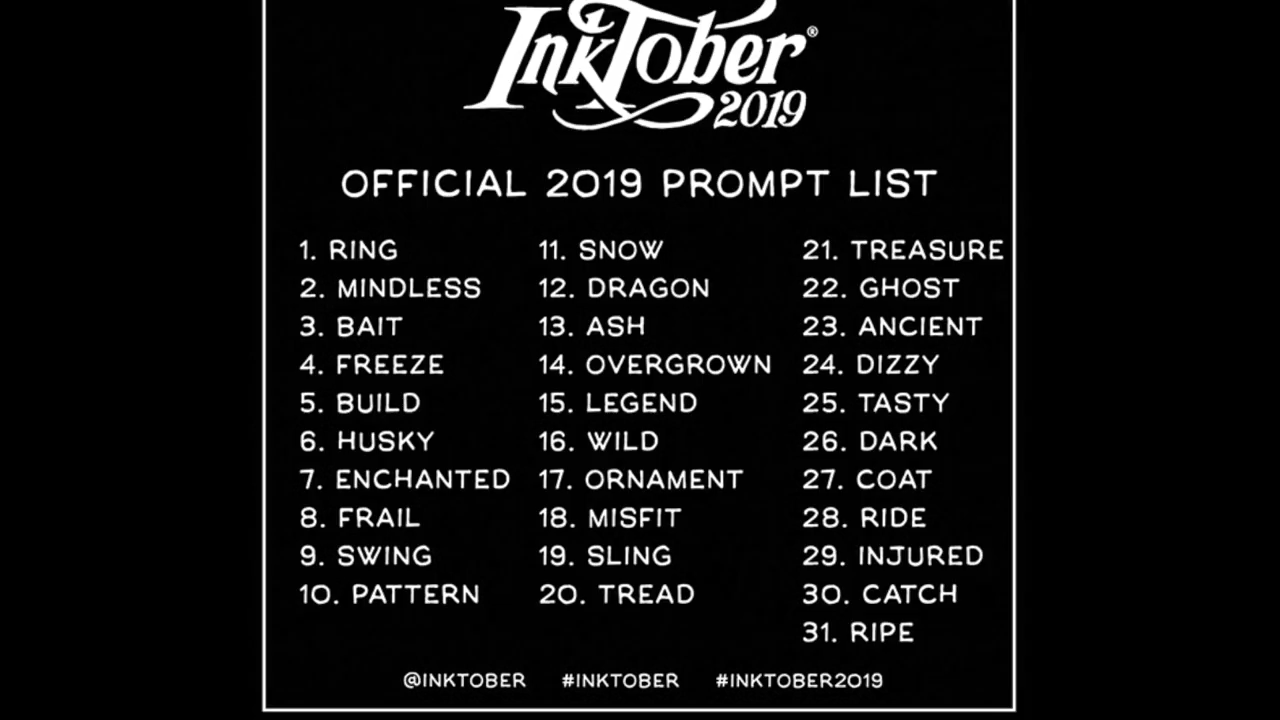 InkTober®
2019
OFFICIAL 2019 PROMPT LIST
1. RING
2. MINDLESS
3. BAIT
4. FREEZE
5. BUILD
6. HUSKY
7. ENCHANTED
8. FRAIL
9. SWING
10. PATTERN
11. SNOW
12. DRAGON
13. ASH
14. OVERGROWN
15. LEGEND
16. WILD
17. ORNAMENT
18. MISFIT
19. SLING
20. TREAD
21. TREASURE
22. GHOST
23. ANCIENT
24. DIZZY
25. TASTY
26. DARK
27. COAT
28. RIDE
29. INJURED
30. CATCH
31. RIPE
@INKTOBER #INKTOBER #INKTOBER2019